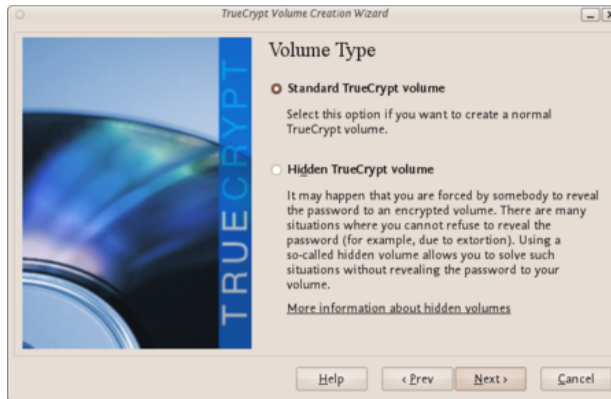 TrueCrypt Volume Creation Wizard
TRUECRYPT
Volume Type
Standard TrueCrypt volume
Select this option if you want to create a normal
TrueCrypt volume.
Hidden TrueCrypt volume
It may happen that you are forced by somebody to reveal
the password to an encrypted volume. There are many
situations where you cannot refuse to reveal the
password (for example, due to extortion). Using a
so-called hidden volume allows you to solve such
situations without revealing the password to your
volume.
More information about hidden volumes
Help
< Prev
Next >
Cancel